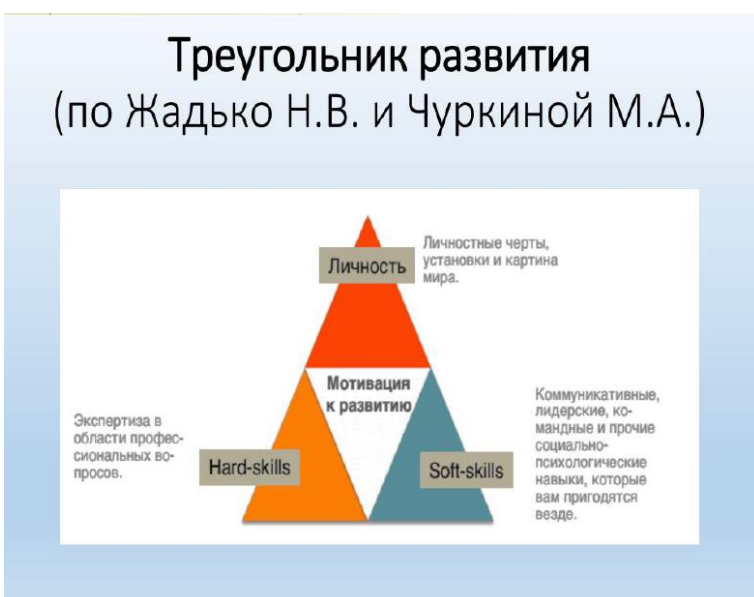 Треугольник развития
(по Жадько Н.В. и Чуркиной М.А.)
Личность
Личностные черты,
установки и картина
мира.
Мотивация
к развитию
Экспертиза в
области профес-
сиональных во-
просов.
Hard-skills
Soft-skills
Коммуникативные,
лидерские, ко-
мандные и прочие
социально-
психологические
навыки, которые
вам пригодятся
везде.